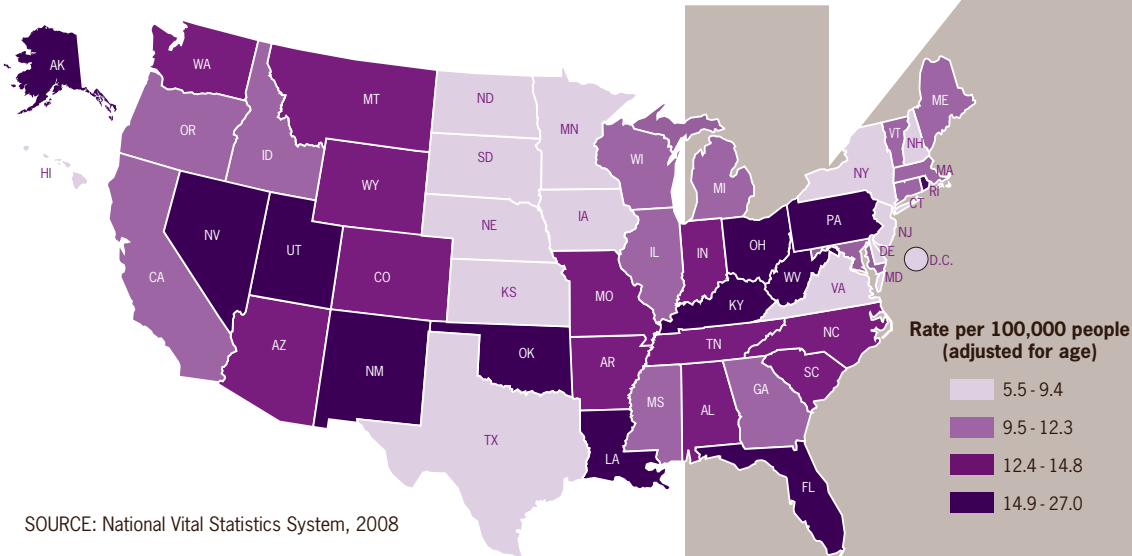 AK
WA
MT
ND
MN
ME
OR
ID
SD
WI
VT
NH
HI
WY
MI
NY
MA
RI
CT
NV
UT
NE
IA
PA
NJ
CA
CO
IL
IN
OH
DE
D.C.
WV
MD
KS
MO
KY
VA
AZ
NM
OK
AR
TN
NC
SC
MS
AL
GA
TX
LA
FL
Rate per 100,000 people
(adjusted for age)
5.5 - 9.4
9.5 - 12.3
12.4 - 14.8
14.9 - 27.0
SOURCE: National Vital Statistics System, 2008